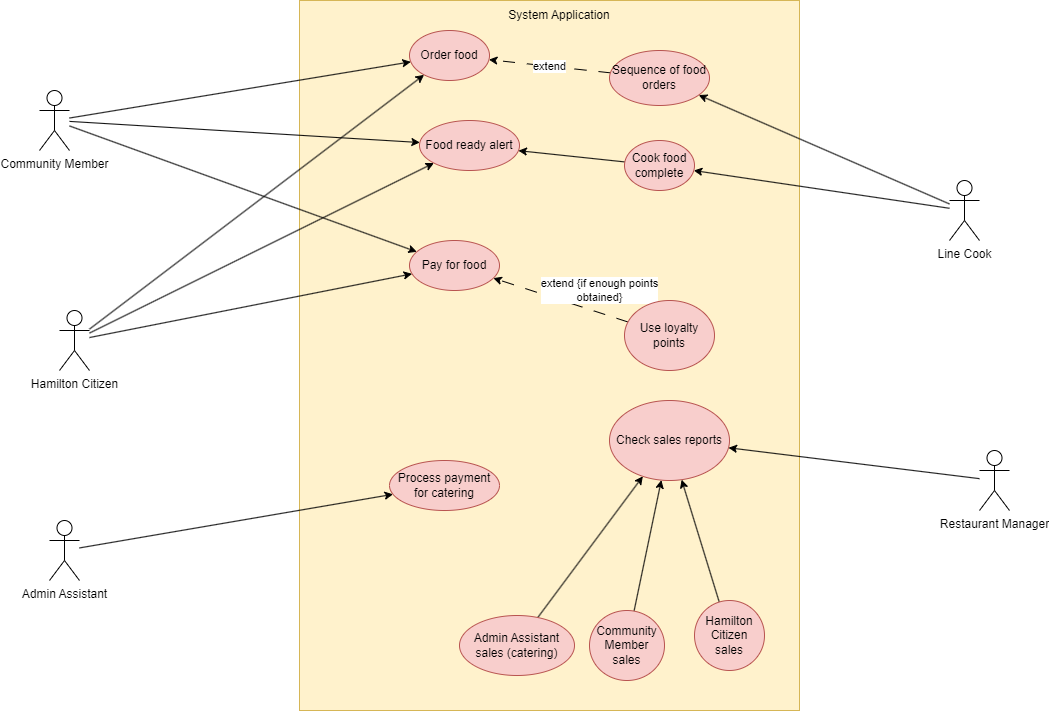 System Application
Order food
extend
Sequence of food
orders
Community Member
Food ready alert
Cook food
complete
Line Cook
Pay for food
extend {if enough points
obtained}
Use loyalty
points
Hamilton Citizen
Check sales reports
Process payment
for catering
Restaurant Manager
Admin Assistant
Admin Assistant
sales (catering)
Community
Member
sales
Hamilton
Citizen
sales